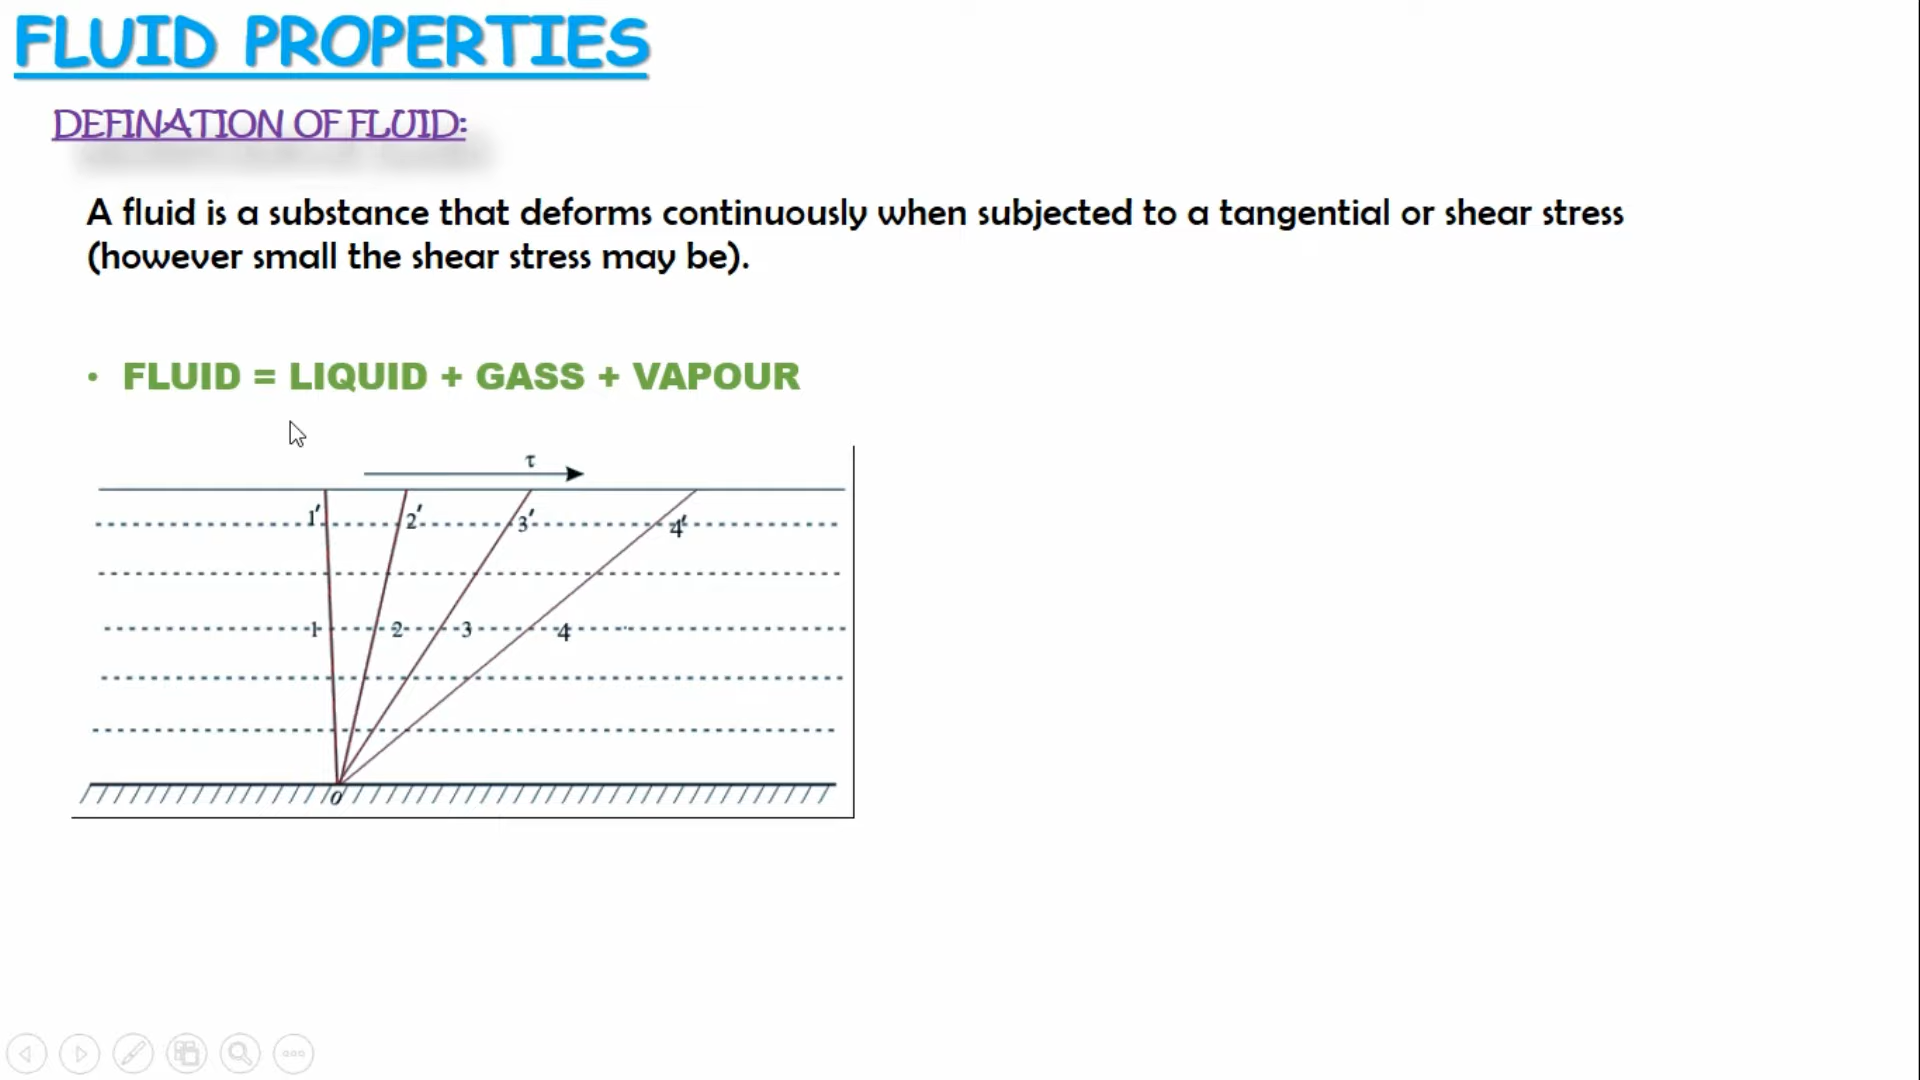 FLUID PROPERTIES
DEFINATION OF FLUID:
A fluid is a substance that deforms continuously when subjected to a tangential or shear stress
(however small the shear stress may be).
• FLUID = LIQUID + GASS + VAPOUR
τ
1′ 2′ 3′ 4′
1 2 3 4
0